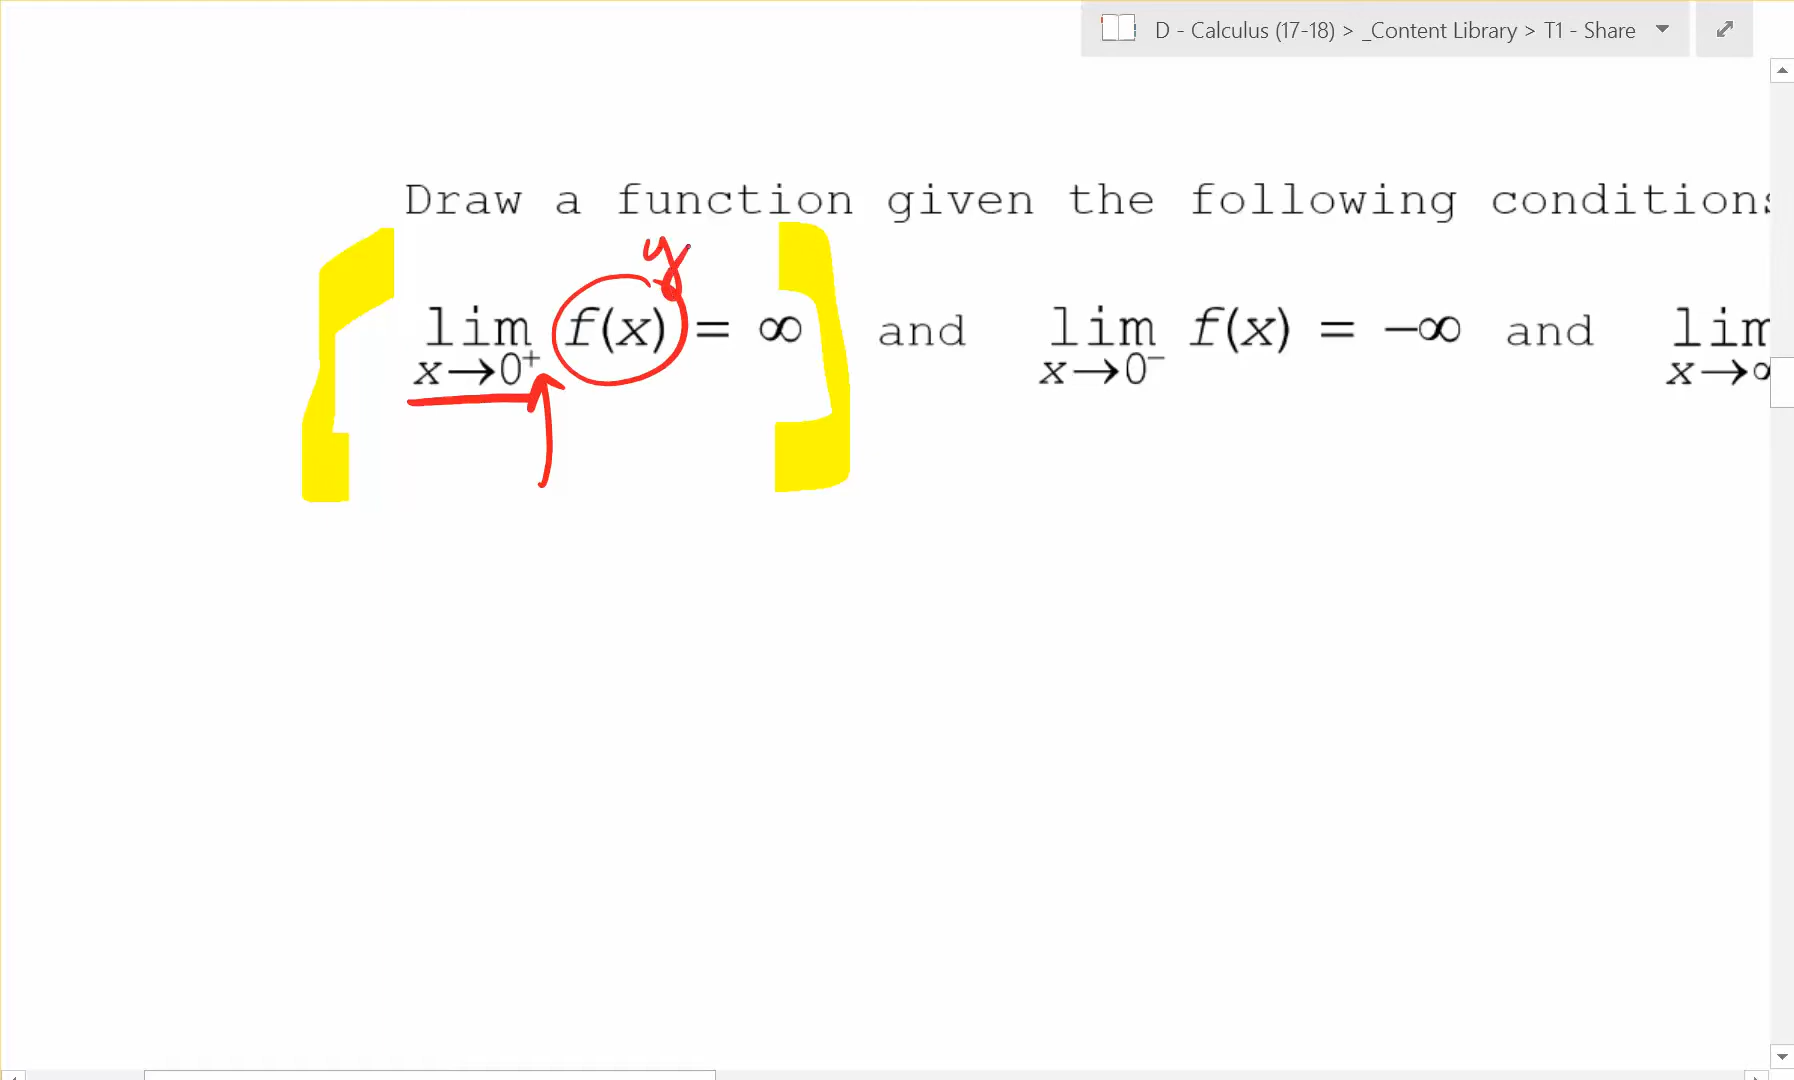 D - Calculus (17-18) > _Content Library > T1 - Share
Draw a function given the following conditions
y
lim f(x) = ∞ and lim f(x) = -∞ and lim
x→0⁺ x→0⁻ x→∞